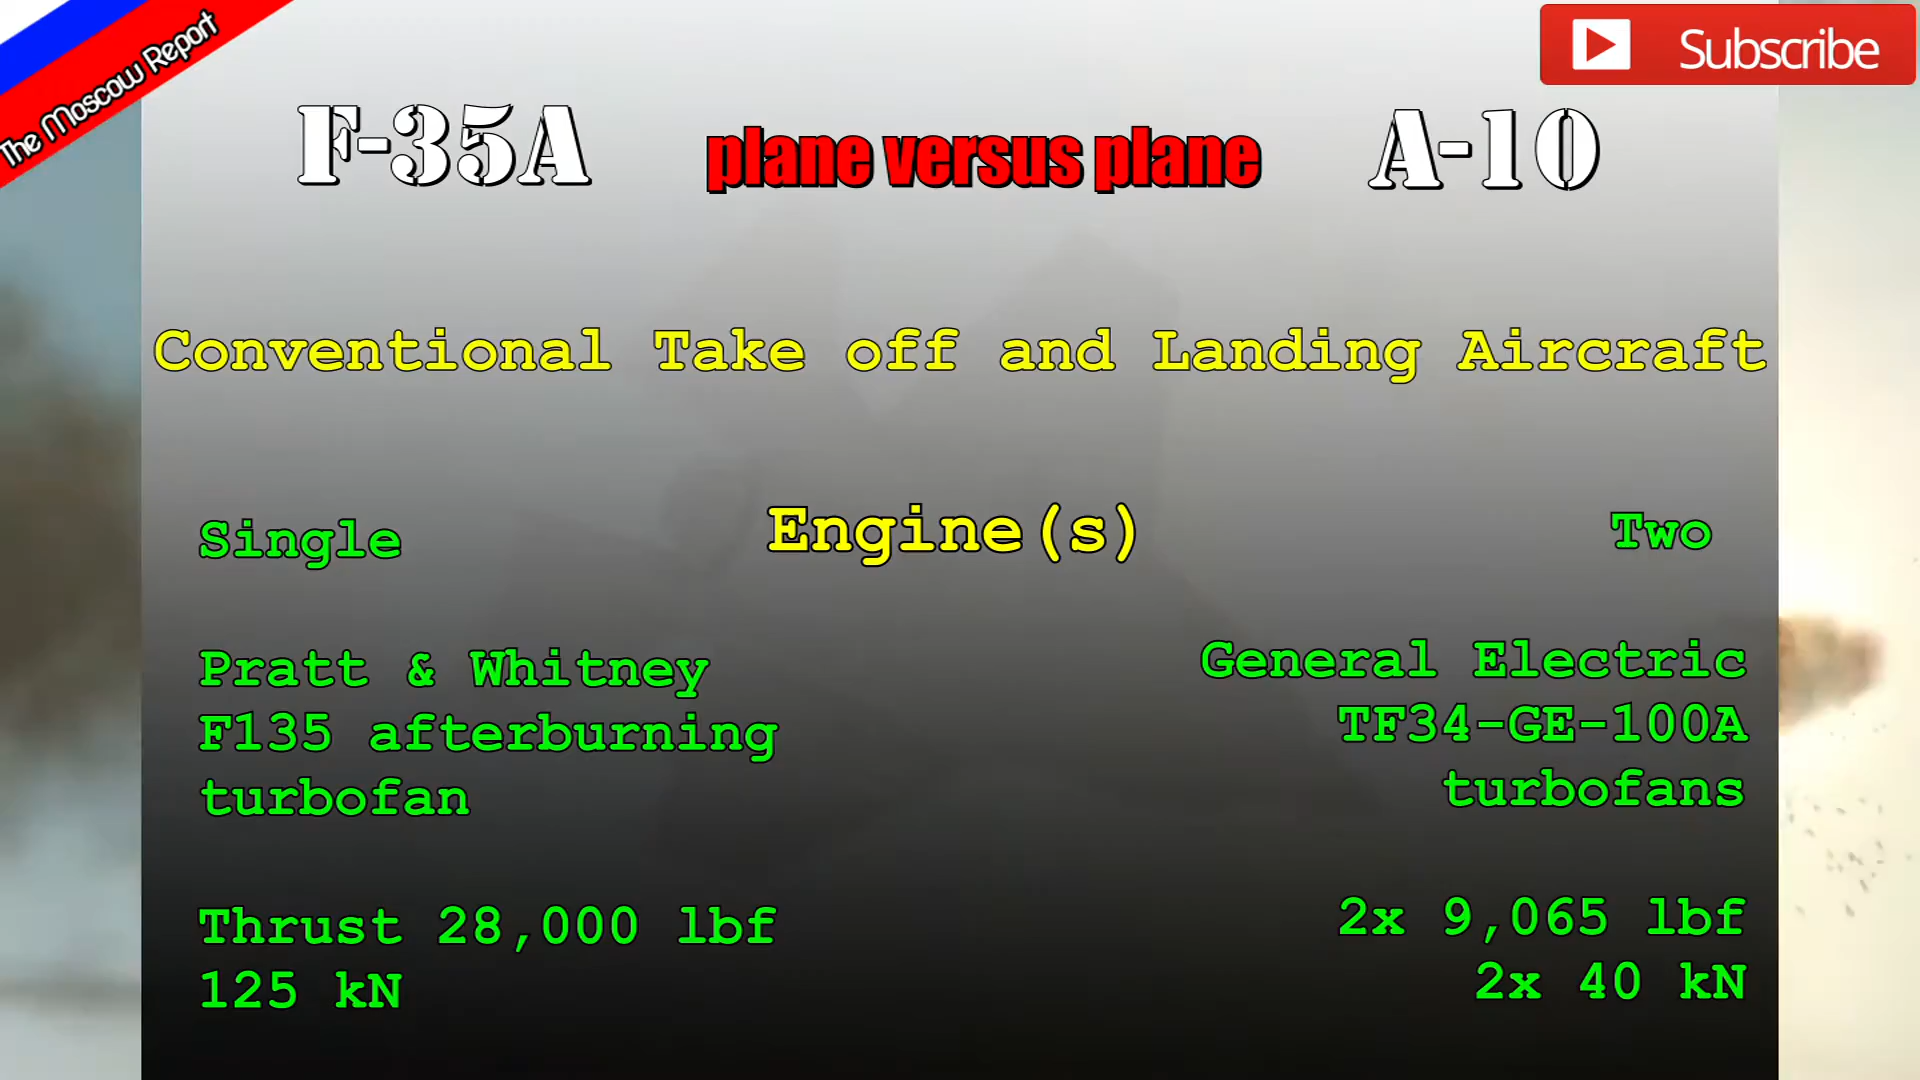 The Moscow Report
Subscribe
F-35A plane versus plane A-10
Conventional Take off and Landing Aircraft
Single Engine(s) Two
Pratt & Whitney
F135 afterburning
turbofan
General Electric
TF34-GE-100A
turbofans
Thrust 28,000 lbf
125 kN
2x 9,065 lbf
2x 40 kN